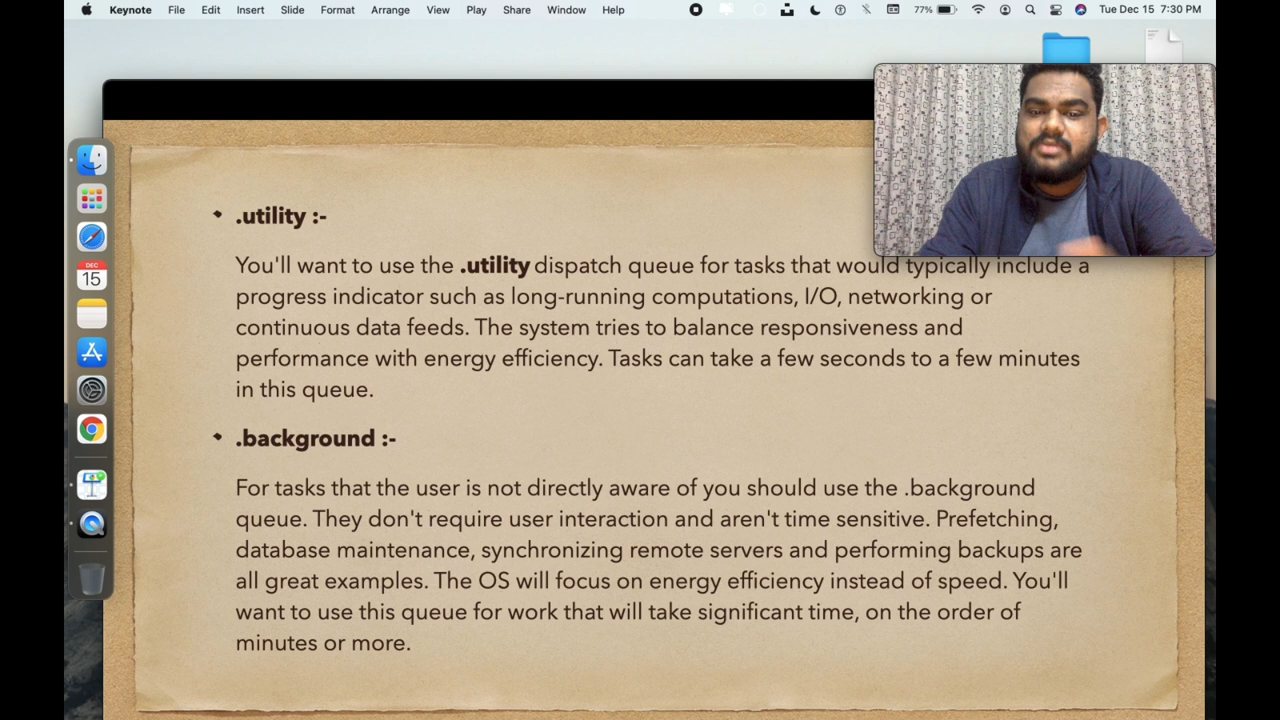 Keynote File Edit Insert Slide Format Arrange View Play Share Window Help 77% Tue Dec 15 7:30 PM
.utility :-
You'll want to use the .utility dispatch queue for tasks that would typically include a
progress indicator such as long-running computations, I/O, networking or
continuous data feeds. The system tries to balance responsiveness and
performance with energy efficiency. Tasks can take a few seconds to a few minutes
in this queue.
.background :-
For tasks that the user is not directly aware of you should use the .background
queue. They don't require user interaction and aren't time sensitive. Prefetching,
database maintenance, synchronizing remote servers and performing backups are
all great examples. The OS will focus on energy efficiency instead of speed. You'll
want to use this queue for work that will take significant time, on the order of
minutes or more.
DEC
15